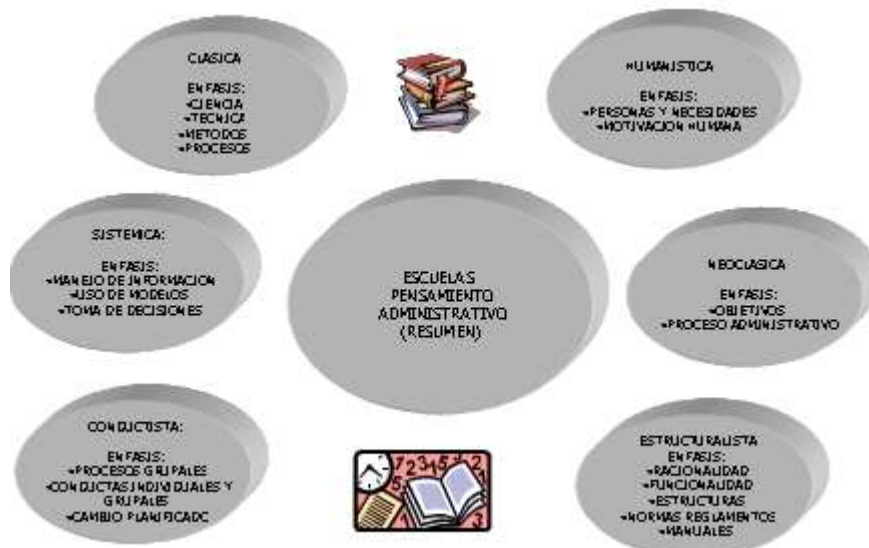 CLASICA
ENFASIS:
•CIENCIA
•TECNICA
•METODOS
•PROCESOS
HUMANISTICA
ENFASIS:
•PERSONAS Y NECESIDADES
•MOTIVACION HUMANA
SISTEMICA:
ENFASIS:
•MANEJO DE INFORMACION
•USO DE MODELOS
•TOMA DE DECISIONES
ESCUELAS
PENSAMIENTO
ADMINISTRATIVO
(RESUMEN)
NEOCLASICA
ENFASIS:
•OBJETIVOS
•PROCESO ADMINISTRATIVO
CONDUCTISTA:
ENFASIS:
•PROCESOS GRUPALES
•CONDUCTAS INDIVIDUALES Y
GRUPALES
•CAMBIO PLANIFICADO
ESTRUCTURALISTA
ENFASIS:
•RACIONALIDAD
•FUNCIONALIDAD
•ESTRUCTURAS
•NORMAS REGLAMENTOS
•MANUALES